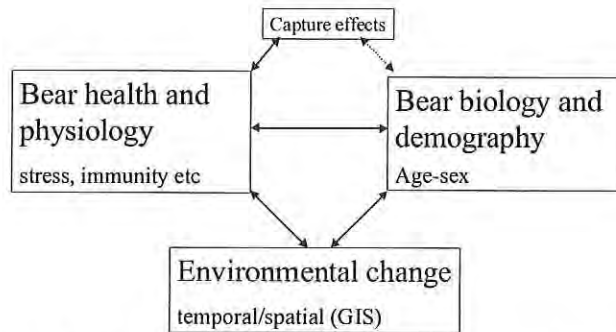 Capture effects
Bear health and
physiology
stress, immunity etc
Bear biology and
demography
Age-sex
Environmental change
temporal/spatial (GIS)